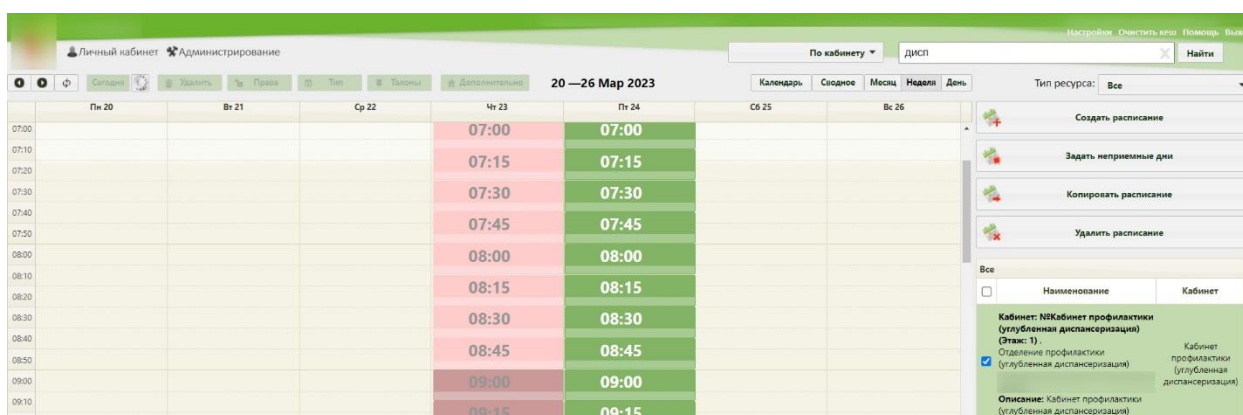 Настройки Очистить кеш Помощь
Личный кабинет Администрирование
По кабинету
дисп
Найти
Сегодня Удалить Права Тип Талоны Дополнительно
20 —26 Мар 2023
Календарь Сводное Месяц Неделя День
Тип ресурса: Все
Пн 20 Вт 21 Ср 22 Чт 23 Пт 24 Сб 25 Вс 26
07:00 07:00 07:00
07:10
07:15 07:15
07:20
07:30 07:30 07:30
07:40
07:45 07:45
07:50
08:00 08:00 08:00
08:10
08:15 08:15
08:20
08:30 08:30 08:30
08:40
08:45 08:45
08:50
09:00 09:00 09:00
09:10
09:15 09:15
Создать расписание
Задать неприемные дни
Копировать расписание
Удалить расписание
Все
Наименование Кабинет
Кабинет: №Кабинет профилактики
(углубленная диспансеризация)
(Этаж: 1) .
Отделение профилактики
(углубленная диспансеризация)
Описание: Кабинет профилактики
(углубленная диспансеризация)
Кабинет
профилактики
(углубленная
диспансеризация)